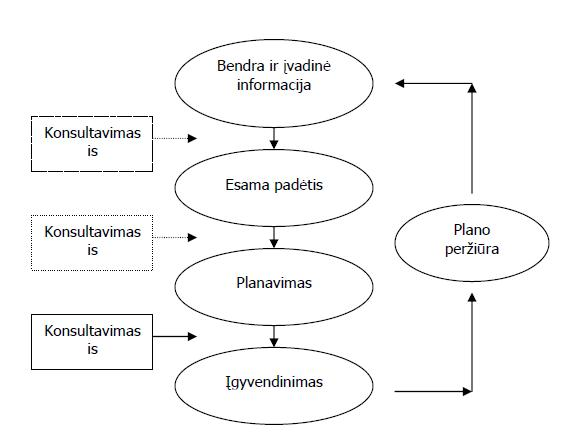 Bendra ir įvadinė
informacija
Konsultavimas
is
Esama padėtis
Konsultavimas
is
Plano
peržiūra
Planavimas
Konsultavimas
is
Įgyvendinimas